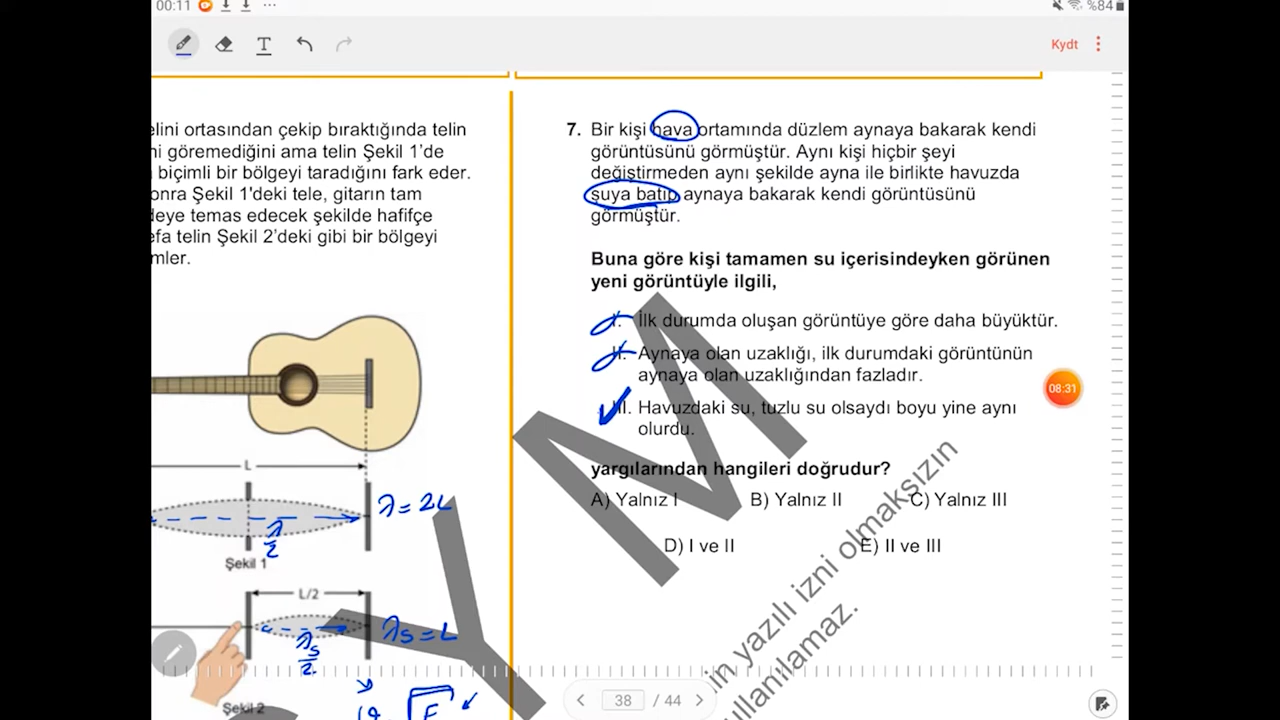 00:11
%84
T
Kydt
elini ortasından çekip bıraktığında telin
ni göremediğini ama telin Şekil 1'de
biçimli bir bölgeyi taradığını fark eder.
onra Şekil 1'deki tele, gitarın tam
deye temas edecek şekilde hafifçe
efa telin Şekil 2'deki gibi bir bölgeyi
mler.
L
λ = 2L
λ/2
Şekil 1
L/2
λs = L
λs/2
Şekil 2
F
7. Bir kişi hava ortamında düzlem aynaya bakarak kendi
görüntüsünü görmüştür. Aynı kişi hiçbir şeyi
değiştirmeden aynı şekilde ayna ile birlikte havuzda
suya batıp aynaya bakarak kendi görüntüsünü
görmüştür.
Buna göre kişi tamamen su içerisindeyken görünen
yeni görüntüyle ilgili,
I. İlk durumda oluşan görüntüye göre daha büyüktür.
II. Aynaya olan uzaklığı, ilk durumdaki görüntünün
aynaya olan uzaklığından fazladır.
III. Havuzdaki su, tuzlu su olsaydı boyu yine aynı
olurdu.
yargılarından hangileri doğrudur?
A) Yalnız I B) Yalnız II C) Yalnız III
D) I ve II E) II ve III
08:31
YM
in yazılı izni olmaksızın
ullanılamaz.
38 / 44